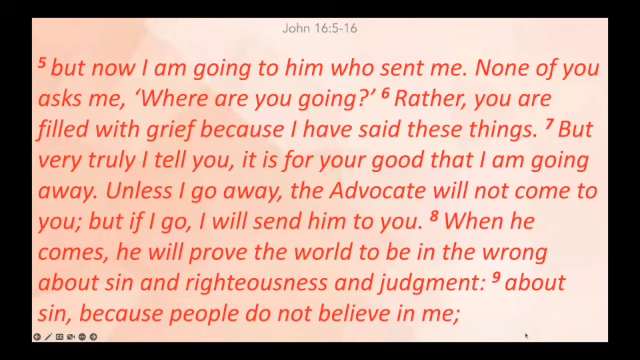 John 16:5-16
5 but now I am going to him who sent me. None of you
asks me, ‘Where are you going?’ 6 Rather, you are
filled with grief because I have said these things. 7 But
very truly I tell you, it is for your good that I am going
away. Unless I go away, the Advocate will not come to
you; but if I go, I will send him to you. 8 When he
comes, he will prove the world to be in the wrong
about sin and righteousness and judgment: 9 about
sin, because people do not believe in me;